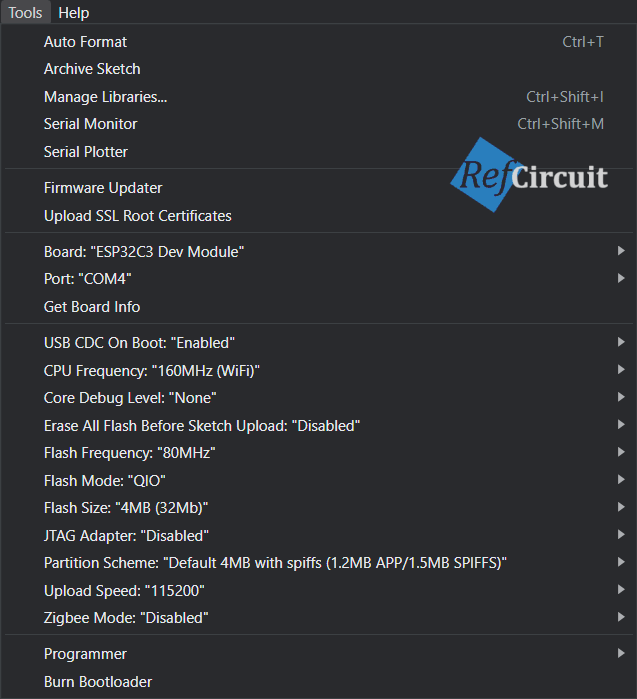 Tools Help
Auto Format Ctrl+T
Archive Sketch
Manage Libraries... Ctrl+Shift+I
Serial Monitor Ctrl+Shift+M
Serial Plotter
RefCircuit
Firmware Updater
Upload SSL Root Certificates
Board: "ESP32C3 Dev Module"
Port: "COM4"
Get Board Info
USB CDC On Boot: "Enabled"
CPU Frequency: "160MHz (WiFi)"
Core Debug Level: "None"
Erase All Flash Before Sketch Upload: "Disabled"
Flash Frequency: "80MHz"
Flash Mode: "QIO"
Flash Size: "4MB (32Mb)"
JTAG Adapter: "Disabled"
Partition Scheme: "Default 4MB with spiffs (1.2MB APP/1.5MB SPIFFS)"
Upload Speed: "115200"
Zigbee Mode: "Disabled"
Programmer
Burn Bootloader